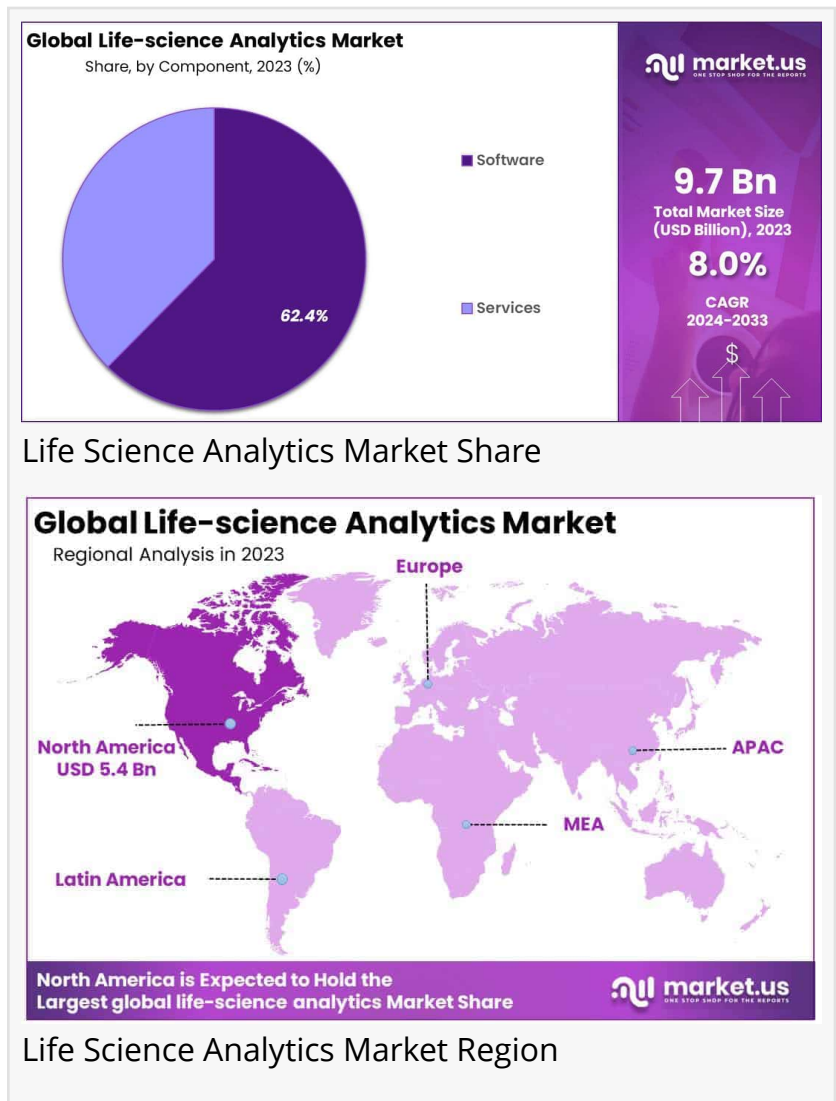 Global Life-science Analytics Market
Share, by Component, 2023 (%)
62.4%
Software
Services
market.us
ONE STOP SHOP FOR THE REPORTS
9.7 Bn
Total Market Size
(USD Billion), 2023
8.0%
CAGR
2024-2033
$
Life Science Analytics Market Share
Global Life-science Analytics Market
Regional Analysis in 2023
Europe
North America
USD 5.4 Bn
APAC
MEA
Latin America
North America is Expected to Hold the
Largest global life-science analytics Market Share
market.us
ONE STOP SHOP FOR THE REPORTS
Life Science Analytics Market Region